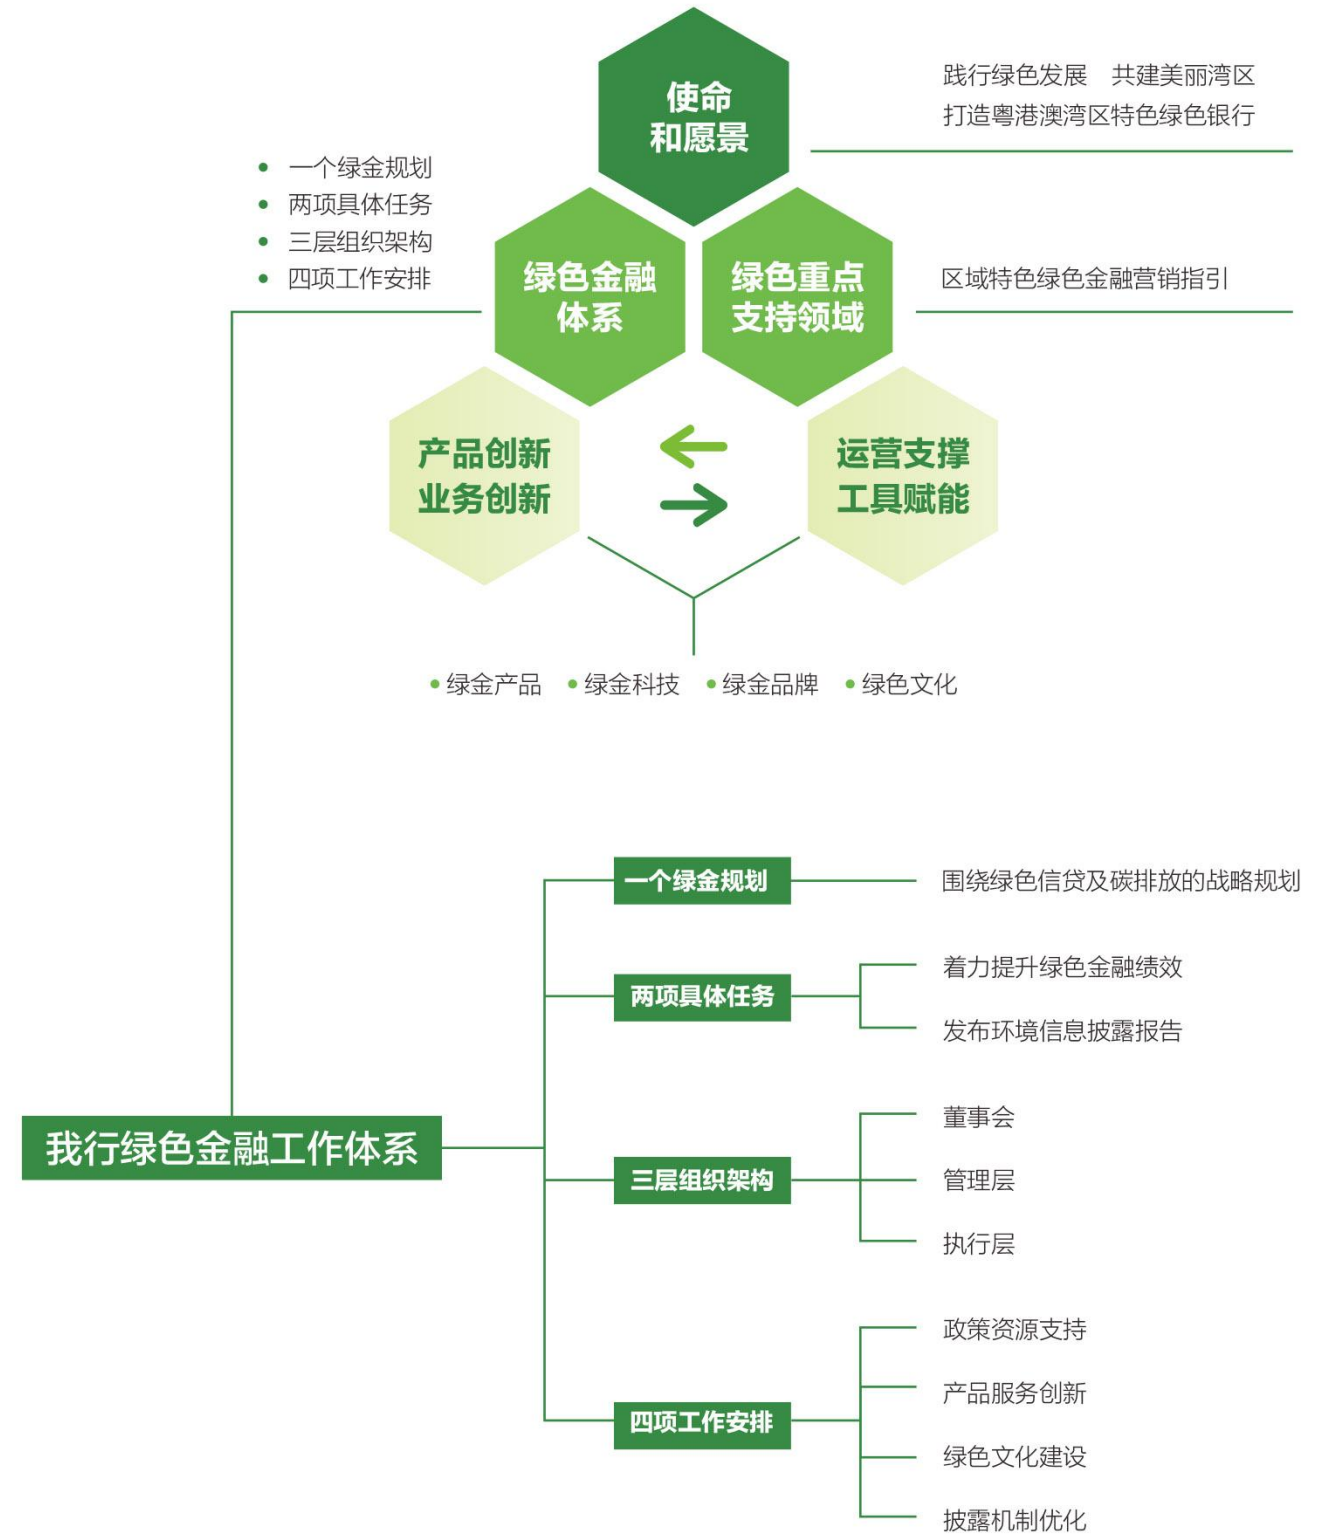 使命
和愿景
践行绿色发展 共建美丽湾区
打造粤港澳湾区特色绿色银行
一个绿金规划
两项具体任务
三层组织架构
四项工作安排
绿色金融
体系
绿色重点
支持领域
区域特色绿色金融营销指引
产品创新
业务创新
运营支撑
工具赋能
绿金产品
绿金科技
绿金品牌
绿色文化
我行绿色金融工作体系
一个绿金规划
围绕绿色信贷及碳排放的战略规划
两项具体任务
着力提升绿色金融绩效
发布环境信息披露报告
三层组织架构
董事会
管理层
执行层
四项工作安排
政策资源支持
产品服务创新
绿色文化建设
披露机制优化